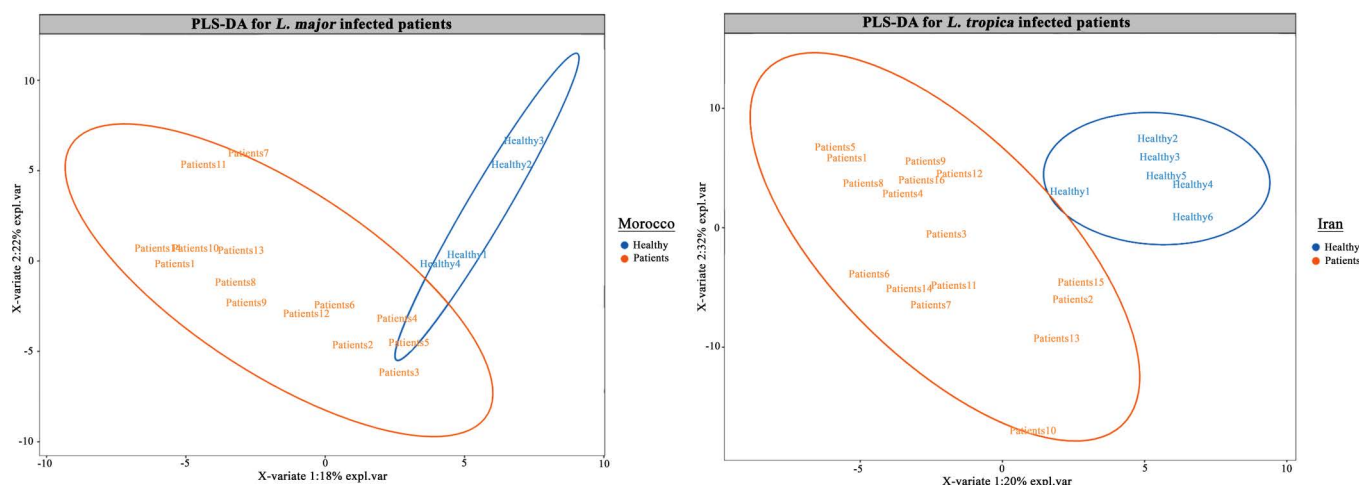 PLS-DA for L. major infected patients
10
5
0
-5
-10
-10
-5
0
5
10
X-variate 2:22% expl.var
X-variate 1:18% expl.var
Healthy3
Healthy2
Healthy1
Healthy4
Patients7
Patients11
Patients14
Patients10
Patients13
Patients1
Patients8
Patients9
Patients6
Patients12
Patients4
Patients2
Patients5
Patients3
Morocco
Healthy
Patients
PLS-DA for L. tropica infected patients
10
0
-10
-5
0
5
10
X-variate 2:32% expl.var
X-variate 1:20% expl.var
Healthy2
Healthy3
Healthy5
Healthy4
Healthy1
Healthy6
Patients5
Patients1
Patients9
Patients12
Patients8
Patients16
Patients4
Patients3
Patients6
Patients14
Patients11
Patients7
Patients15
Patients2
Patients13
Patients10
Iran
Healthy
Patients